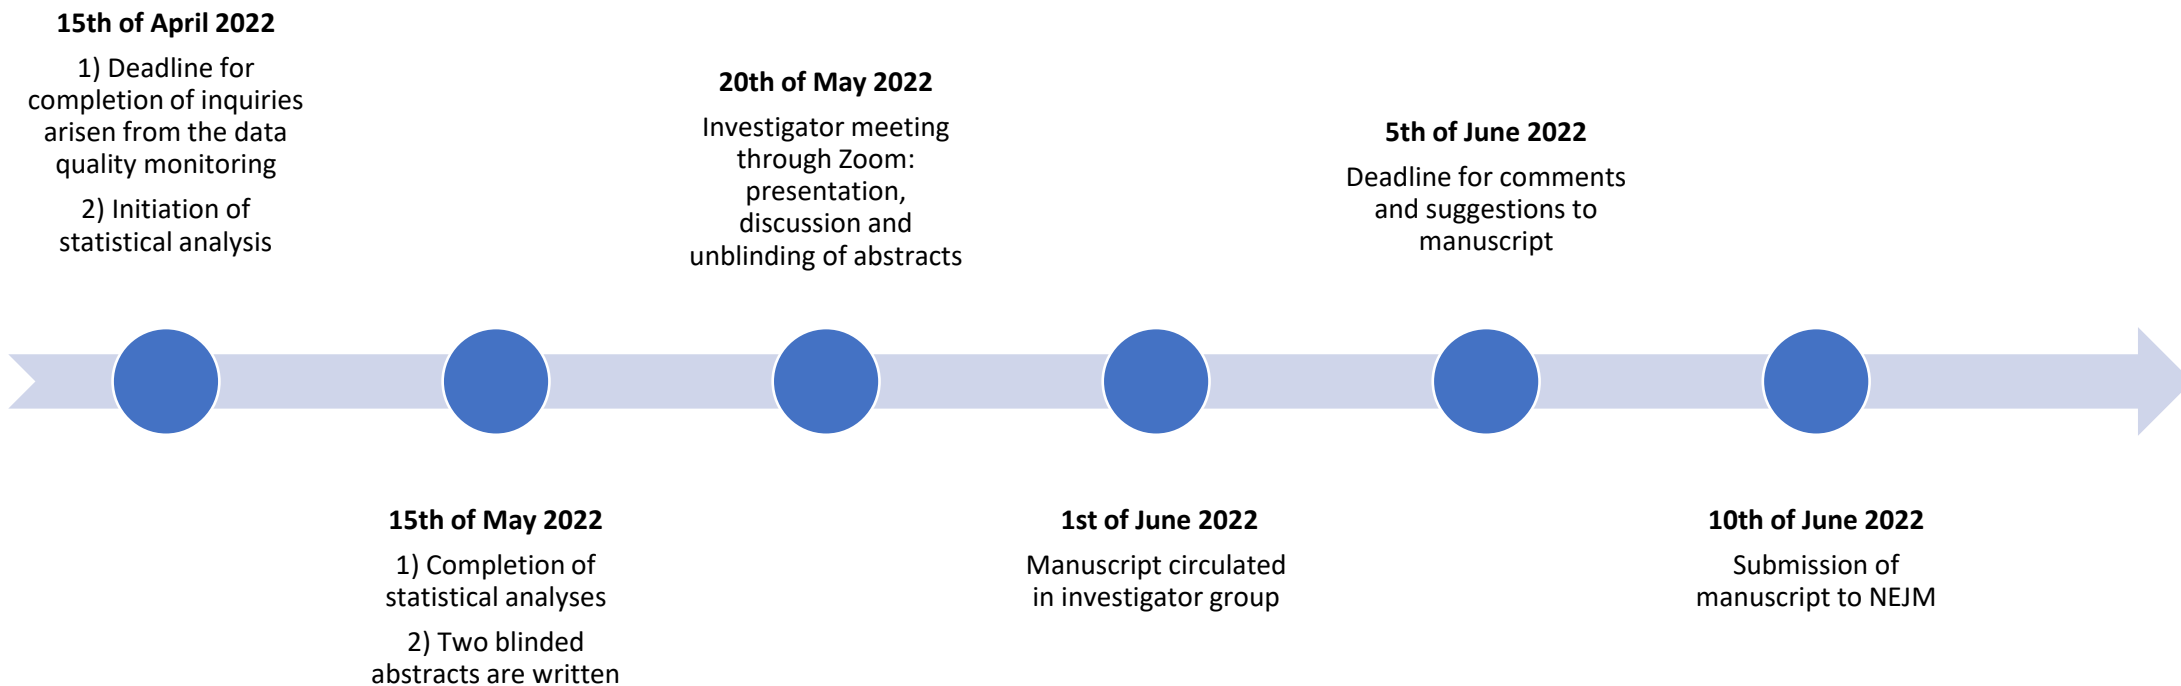 15th of April 2022
1) Deadline for
completion of inquiries
arisen from the data
quality monitoring
2) Initiation of
statistical analysis
15th of May 2022
1) Completion of
statistical analyses
2) Two blinded
abstracts are written
20th of May 2022
Investigator meeting
through Zoom:
presentation,
discussion and
unblinding of abstracts
1st of June 2022
Manuscript circulated
in investigator group
5th of June 2022
Deadline for comments
and suggestions to
manuscript
10th of June 2022
Submission of
manuscript to NEJM